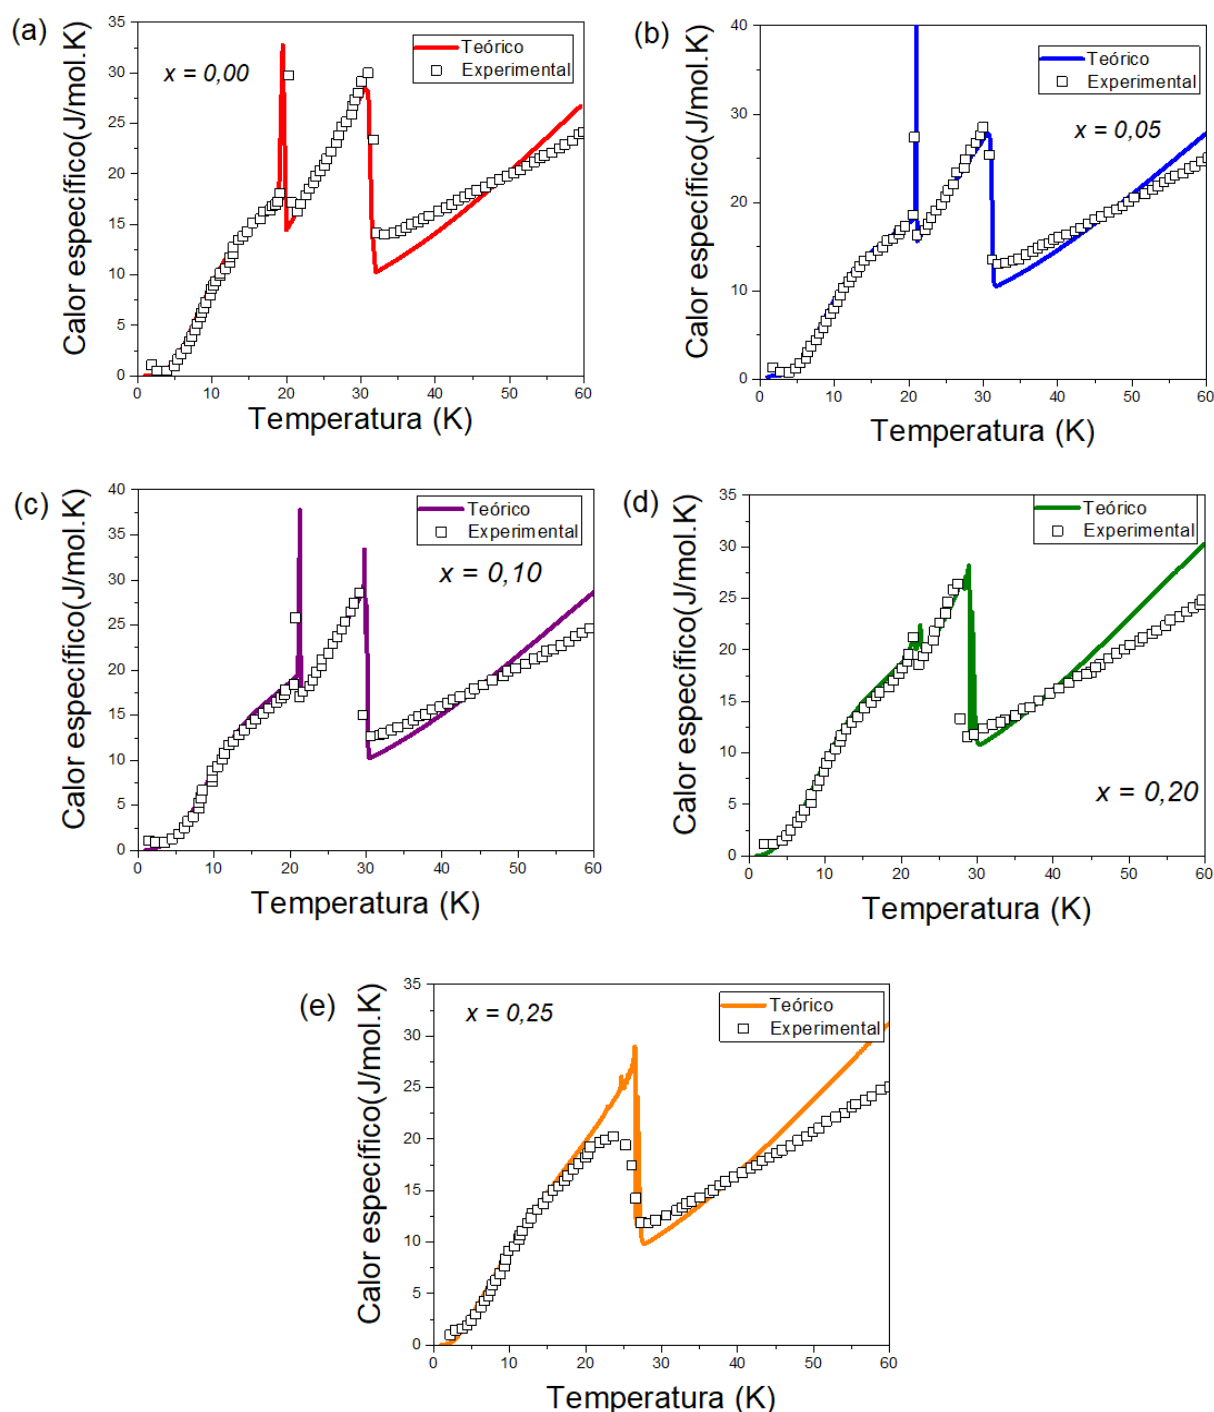 (a)
Calor específico(J/mol.K)
35
30
25
20
15
10
5
0
x = 0,00
Teórico
Experimental
0 10 20 30 40 50 60
Temperatura (K)
(b)
Calor específico(J/mol.K)
40
30
20
10
0
Teórico
Experimental
x = 0,05
0 10 20 30 40 50 60
Temperatura (K)
(c)
Calor específico(J/mol.K)
40
35
30
25
20
15
10
5
0
Teórico
Experimental
x = 0,10
0 10 20 30 40 50 60
Temperatura (K)
(d)
Calor específico(J/mol.K)
35
30
25
20
15
10
5
0
Teórico
Experimental
x = 0,20
0 10 20 30 40 50 60
Temperatura (K)
(e)
Calor específico(J/mol.K)
35
30
25
20
15
10
5
0
x = 0,25
Teórico
Experimental
0 10 20 30 40 50 60
Temperatura (K)